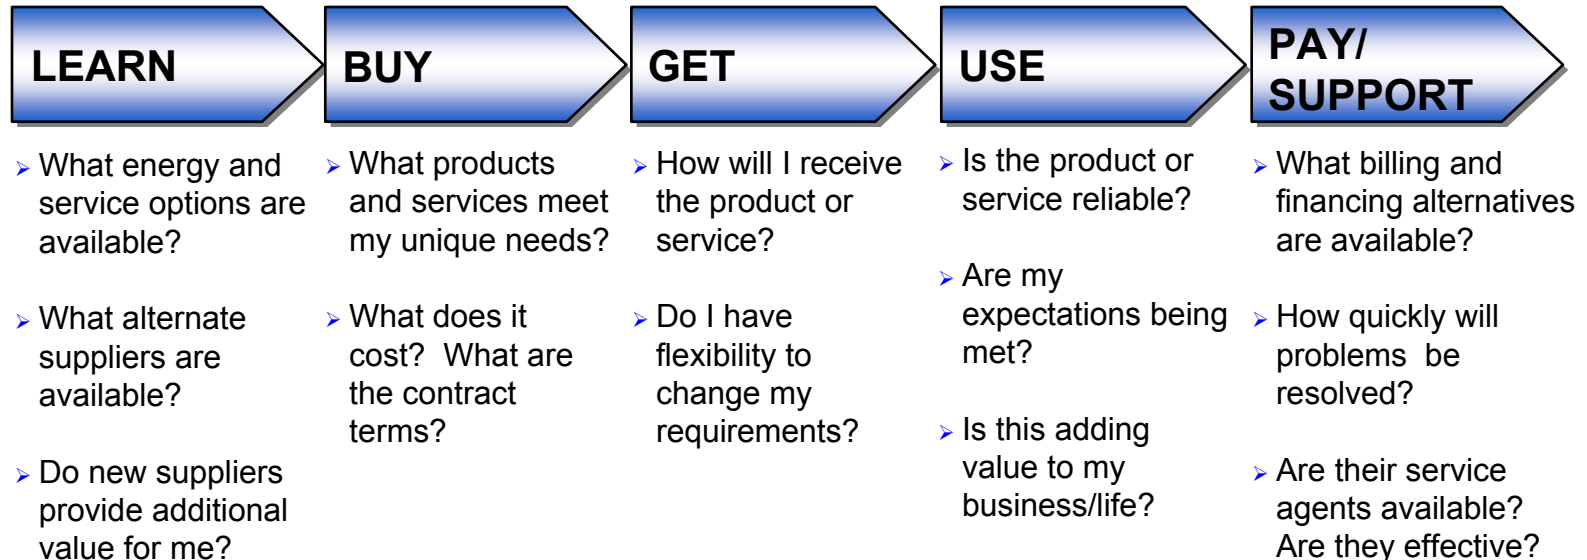 LEARN
BUY
GET
USE
PAY/
SUPPORT
What energy and
service options are
available?
What alternate
suppliers are
available?
Do new suppliers
provide additional
value for me?
What products
and services meet
my unique needs?
What does it
cost?  What are
the contract
terms?
How will I receive
the product or
service?
Do I have
flexibility to
change my
requirements?
Is the product or
service reliable?
Are my
expectations being
met?
Is this adding
value to my
business/life?
What billing and
financing alternatives
are available?
How quickly will
problems  be
resolved?
Are their service
agents available?
Are they effective?